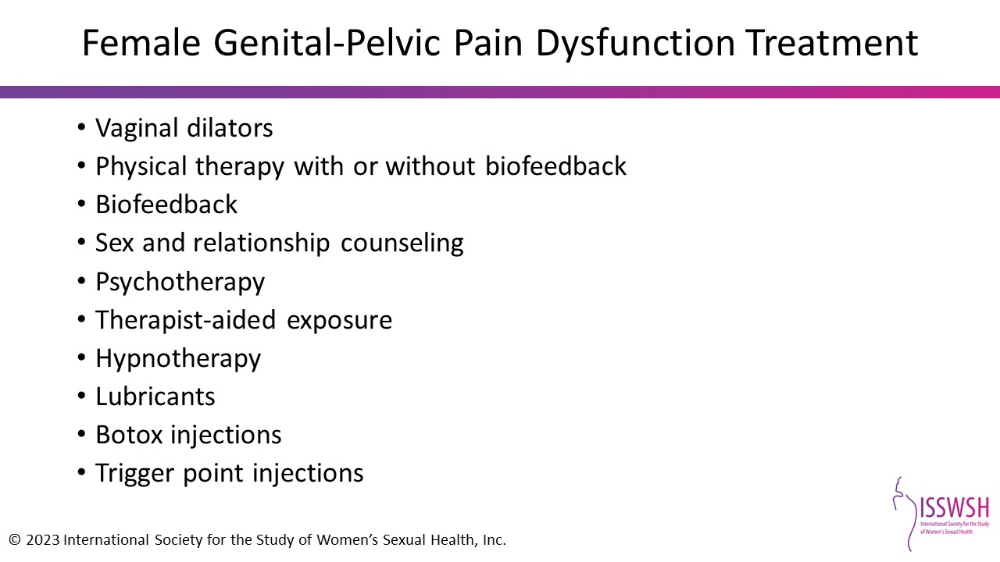 Female Genital-Pelvic Pain Dysfunction Treatment
• Vaginal dilators
• Physical therapy with or without biofeedback
• Biofeedback
• Sex and relationship counseling
• Psychotherapy
• Therapist-aided exposure
• Hypnotherapy
• Lubricants
• Botox injections
• Trigger point injections
ISSWSH
International Society for the Study
of Women's Sexual Health
© 2023 International Society for the Study of Women’s Sexual Health, Inc.